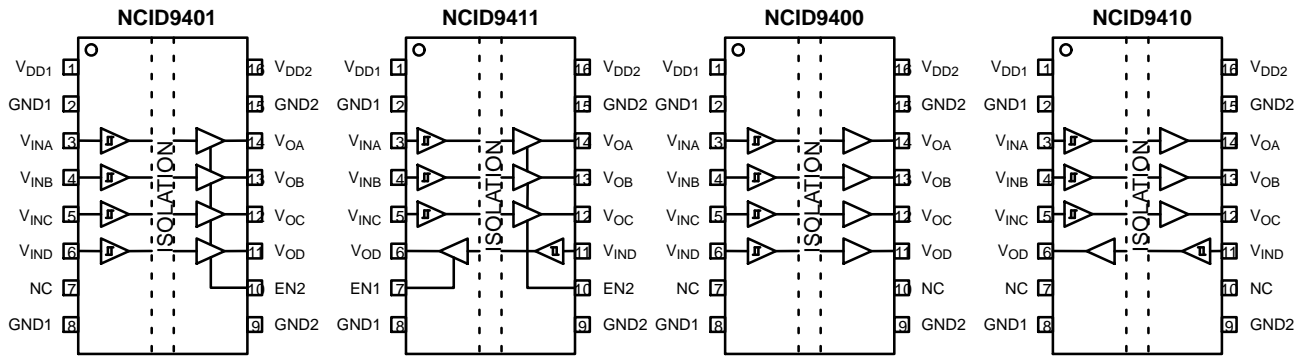 NCID9401 NCID9411 NCID9400 NCID9410
VDD1 1 16 VDD2 VDD1 1 16 VDD2 VDD1 1 16 VDD2 VDD1 1 16 VDD2
GND1 2 15 GND2 GND1 2 15 GND2 GND1 2 15 GND2 GND1 2 15 GND2
VINA 3 14 VOA VINA 3 14 VOA VINA 3 14 VOA VINA 3 14 VOA
VINB 4 13 VOB VINB 4 13 VOB VINB 4 13 VOB VINB 4 13 VOB
VINC 5 12 VOC VINC 5 12 VOC VINC 5 12 VOC VINC 5 12 VOC
VIND 6 11 VOD VOD 6 11 VIND VIND 6 11 VOD VOD 6 11 VIND
NC 7 10 EN2 EN1 7 10 EN2 NC 7 10 NC NC 7 10 NC
GND1 8 9 GND2 GND1 8 9 GND2 GND1 8 9 GND2 GND1 8 9 GND2
ISOLATION ISOLATION ISOLATION ISOLATION